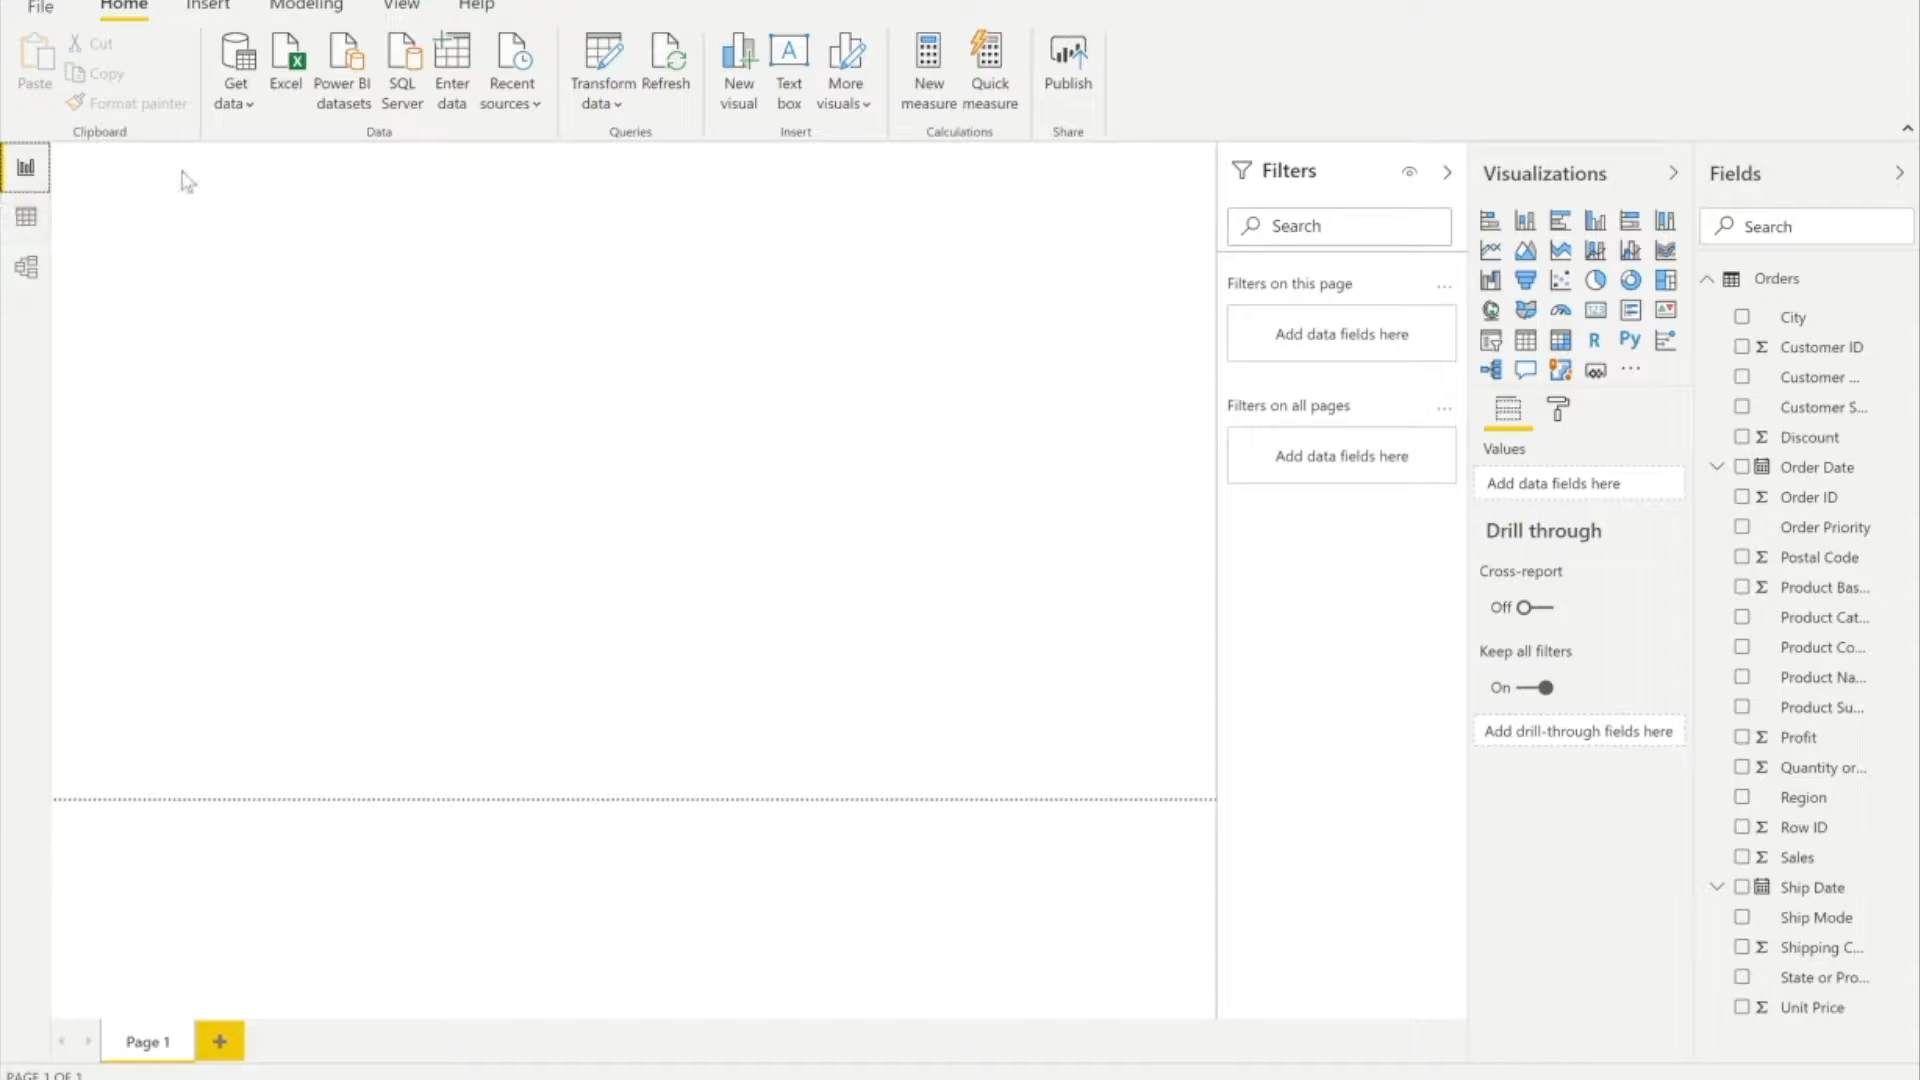 File Home Insert Modeling View Help
Paste
Cut
Copy
Format painter
Clipboard
Get
data
Excel
Power BI
datasets
SQL
Server
Enter
data
Recent
sources
Data
Transform
data
Refresh
Queries
New
visual
Text
box
More
visuals
Insert
New
measure
Quick
measure
Calculations
Publish
Share
Filters
Search
Filters on this page
...
Add data fields here
Filters on all pages
...
Add data fields here
Visualizations
R
Py
...
Values
Add data fields here
Drill through
Cross-report
Off
Keep all filters
On
Add drill-through fields here
Fields
Search
Orders
City
Σ Customer ID
Customer ...
Customer S...
Σ Discount
Order Date
Σ Order ID
Order Priority
Σ Postal Code
Σ Product Bas...
Product Cat...
Product Co...
Product Na...
Product Su...
Σ Profit
Σ Quantity or...
Region
Σ Row ID
Σ Sales
Ship Date
Ship Mode
Σ Shipping C...
State or Pro...
Σ Unit Price
Page 1
+
PAGE 1 OF 1